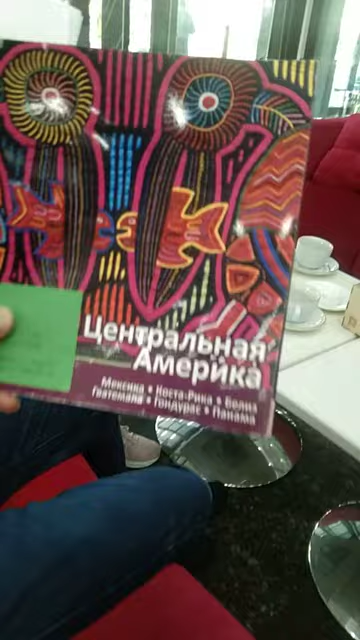 Центральная
Америка
Мексика • Коста-Рика • Белиз
Гватемала • Гондурас • Панама